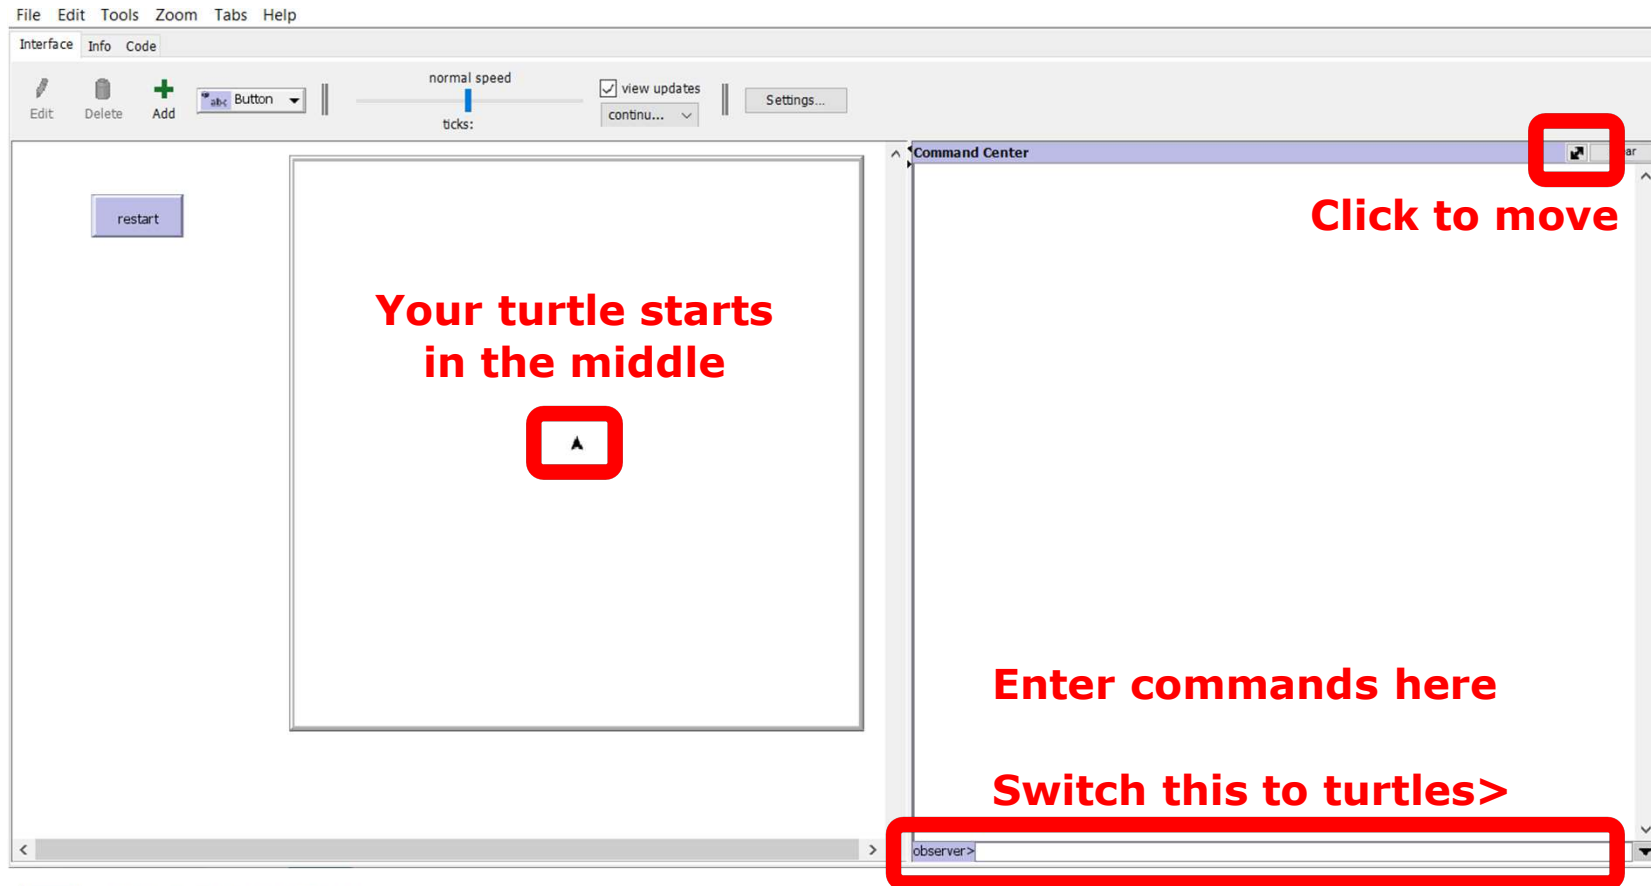 File Edit Tools Zoom Tabs Help
Interface Info Code
normal speed
view updates
Edit Delete Add
abc Button
ticks:
continu...
Settings...
Command Center
restart
Click to move
Your turtle starts
in the middle
Enter commands here
Switch this to turtles>
observer>